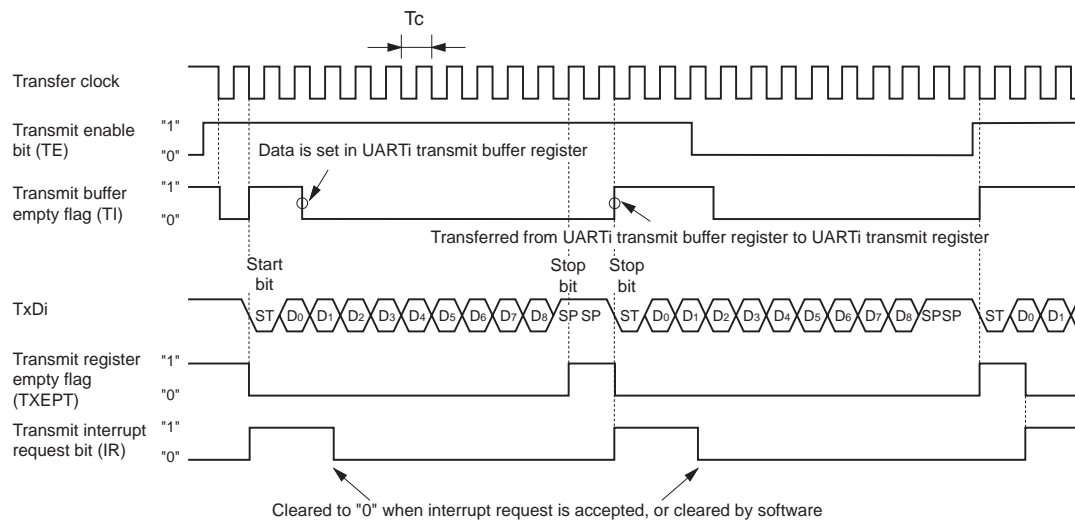 Tc
Transfer clock
Transmit enable
bit (TE)
"1"
"0"
Data is set in UARTi transmit buffer register
Transmit buffer
empty flag (TI)
"1"
"0"
Transferred from UARTi transmit buffer register to UARTi transmit register
Start
bit
Stop
bit
Stop
bit
TxDi
ST D0 D1 D2 D3 D4 D5 D6 D7 D8 SP SP ST D0 D1 D2 D3 D4 D5 D6 D7 D8 SPSP ST D0 D1
Transmit register
empty flag
(TXEPT)
"1"
"0"
Transmit interrupt
request bit (IR)
"1"
"0"
Cleared to "0" when interrupt request is accepted, or cleared by software